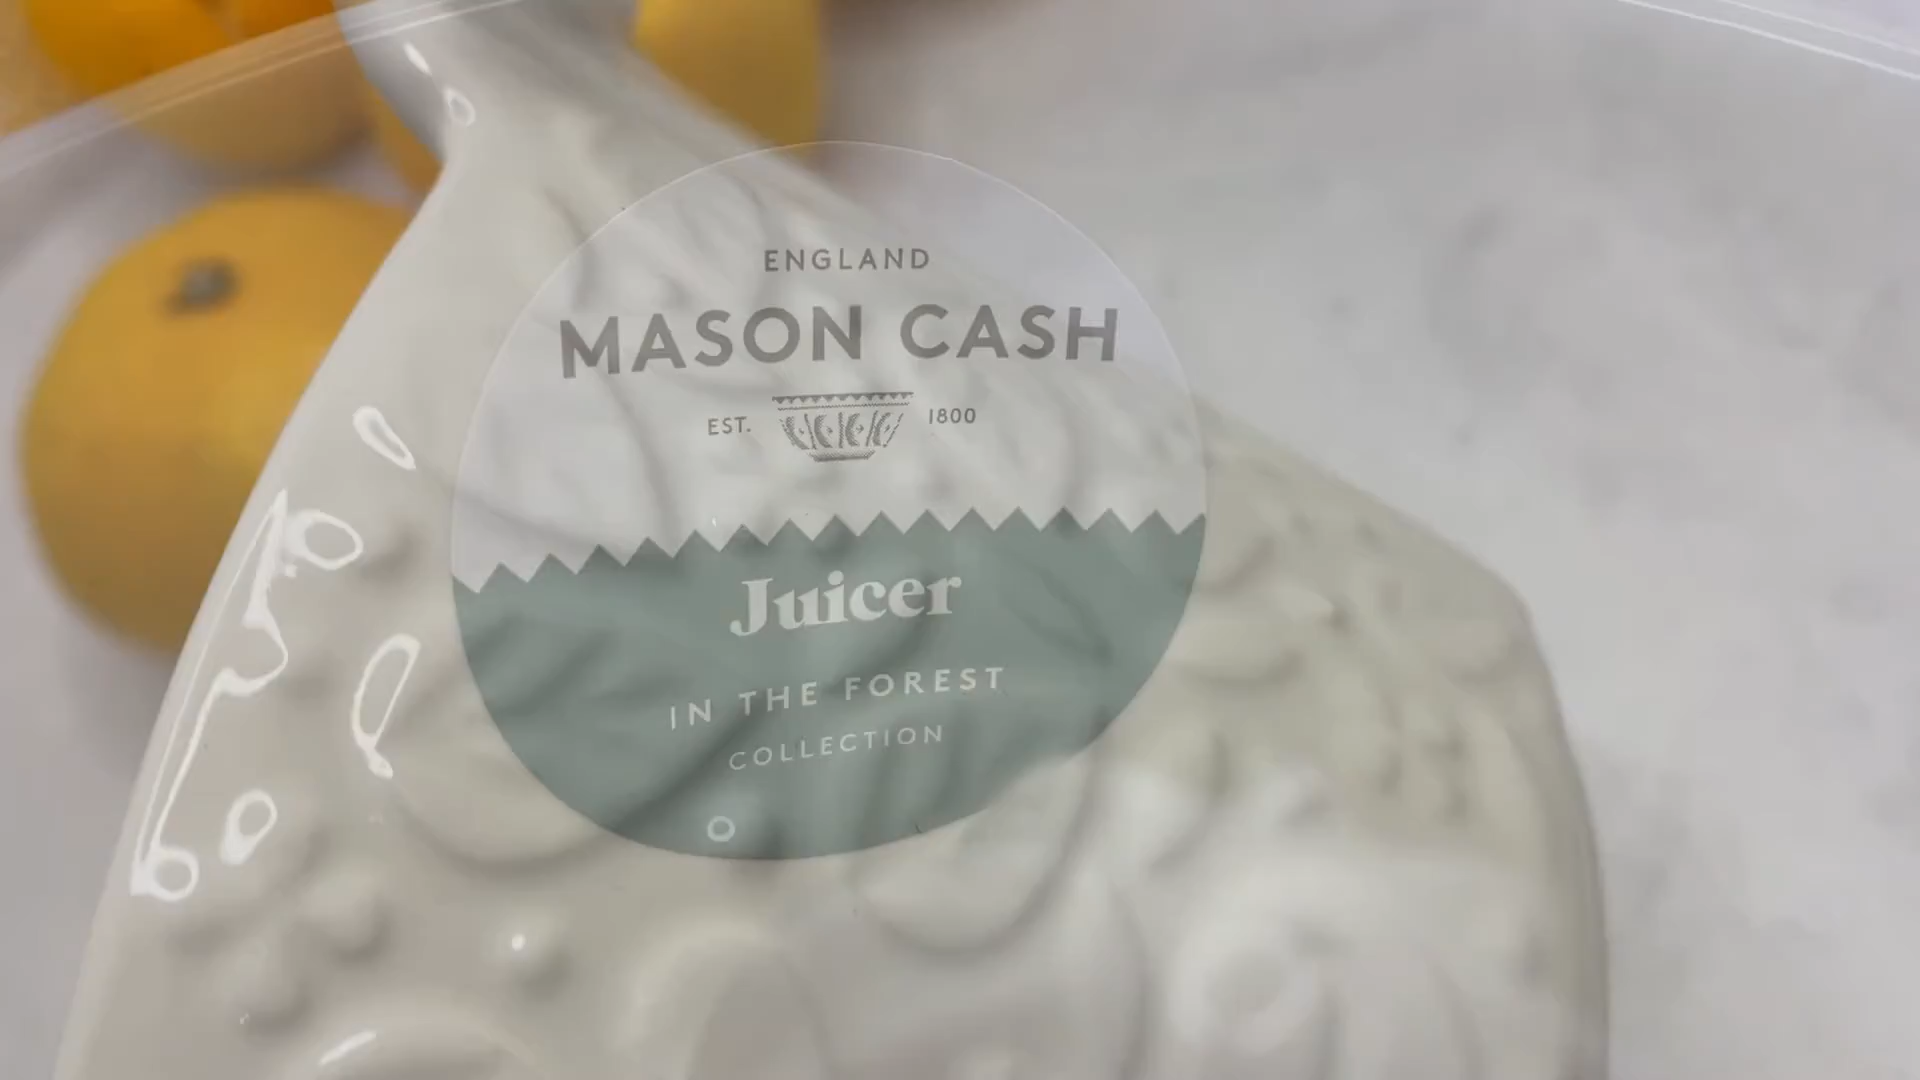 ENGLAND
MASON CASH
EST. 1800
Juicer
IN THE FOREST
COLLECTION